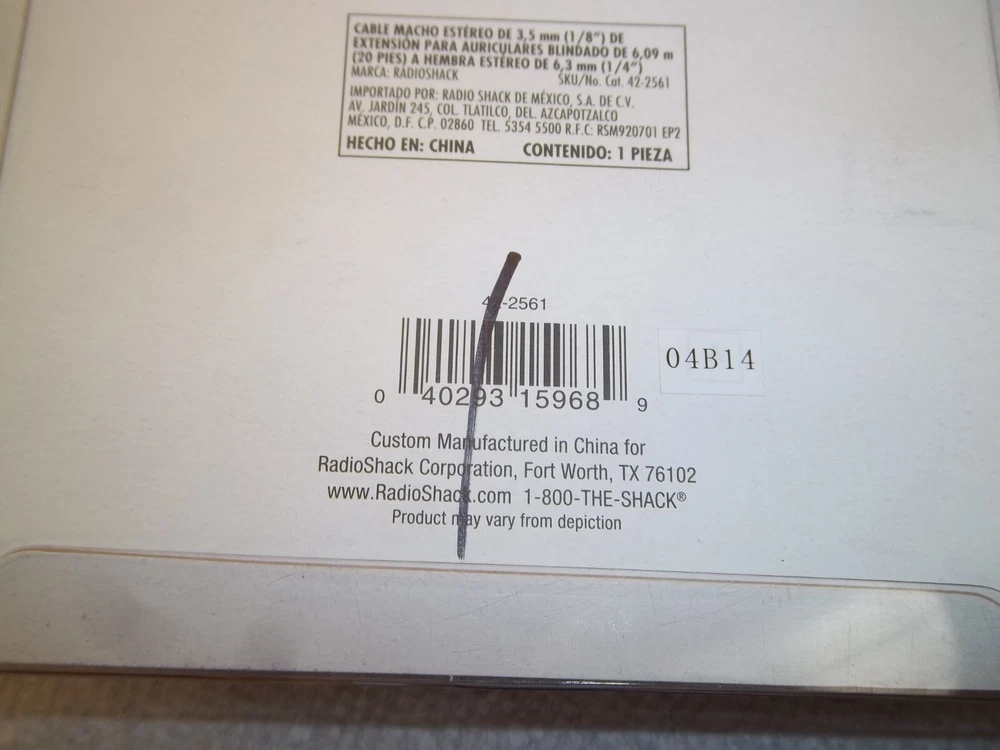 CABLE MACHO ESTÉREO DE 3,5 mm (1/8") DE
EXTENSIÓN PARA AURICULARES BLINDADO DE 6,09 m
(20 PIES) A HEMBRA ESTÉREO DE 6,3 mm (1/4")
MARCA: RADIOSHACK SKU/No. Cat. 42-2561
IMPORTADO POR: RADIO SHACK DE MÉXICO, S.A. DE C.V.
AV. JARDÍN 245, COL. TLATILCO, DEL. AZCAPOTZALCO
MÉXICO, D.F. C.P. 02860 TEL. 5354 5500 R.F.C: RSM920701 EP2
HECHO EN: CHINA CONTENIDO: 1 PIEZA
42-2561
04B14
0 40293 15968 9
Custom Manufactured in China for
RadioShack Corporation, Fort Worth, TX 76102
www.RadioShack.com 1-800-THE-SHACK®
Product may vary from depiction